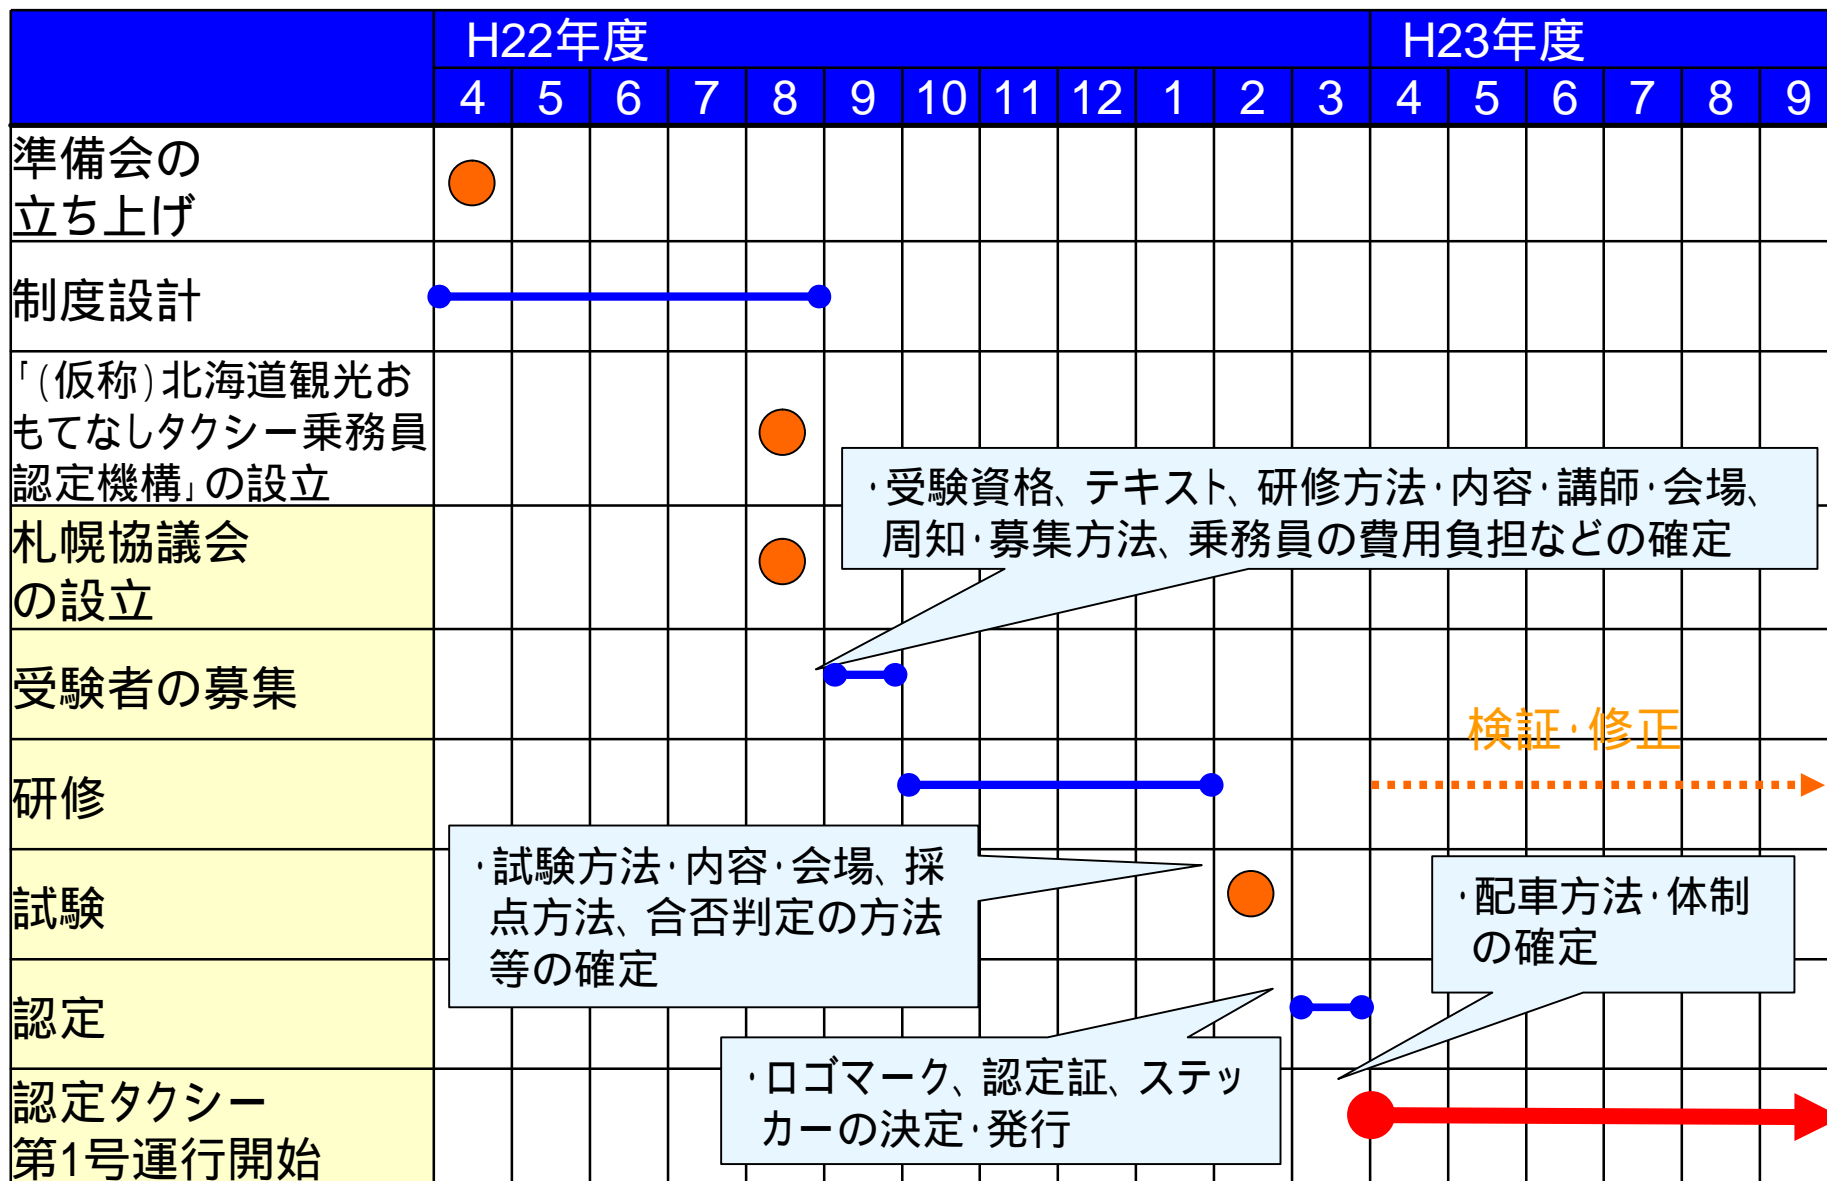 H22年度 H23年度
4 5 6 7 8 9 10 11 12 1 2 3 4 5 6 7 8 9
準備会の
立ち上げ
制度設計
「(仮称)北海道観光お
もてなしタクシー乗務員
認定機構」の設立
・受験資格、テキスト、研修方法・内容・講師・会場、
周知・募集方法、乗務員の費用負担などの確定
札幌協議会
の設立
受験者の募集
検証・修正
研修
・試験方法・内容・会場、採
点方法、合否判定の方法
等の確定
試験
・配車方法・体制
の確定
認定
・ロゴマーク、認定証、ステッ
カーの決定・発行
認定タクシー
第1号運行開始